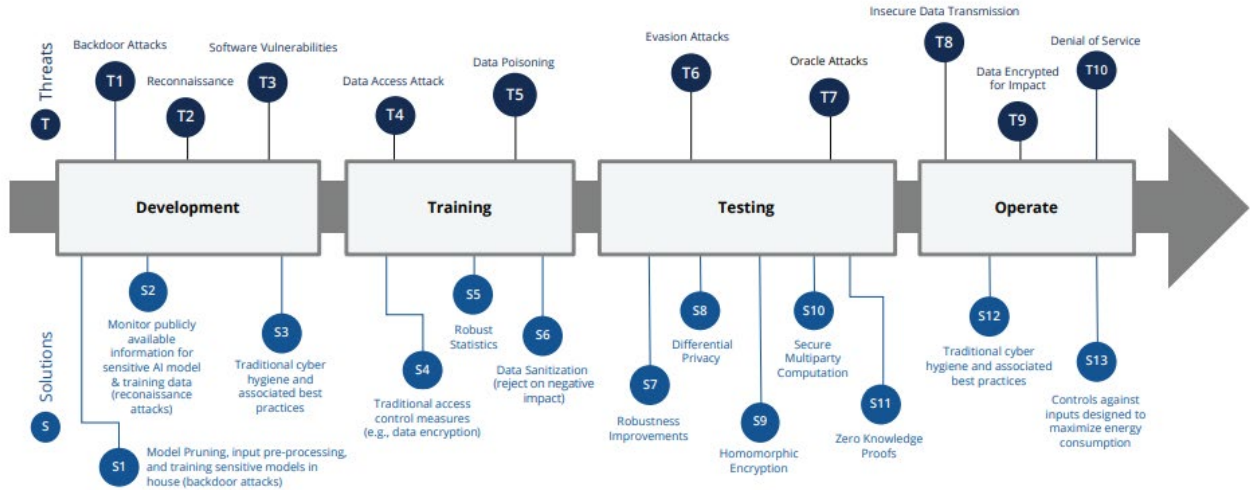 T
Threats
Backdoor Attacks
T1
Reconnaissance
T2
Software Vulnerabilities
T3
Data Access Attack
T4
Data Poisoning
T5
Evasion Attacks
T6
Oracle Attacks
T7
Insecure Data Transmission
T8
Data Encrypted
for Impact
T9
Denial of Service
T10
Development
Training
Testing
Operate
S
Solutions
S1
Model Pruning, input pre-processing,
and training sensitive models in
house (backdoor attacks)
S2
Monitor publicly
available
information for
sensitive AI model
& training data
(reconaissance
attacks)
S3
Traditional cyber
hygiene and
associated best
practices
S4
Traditional access
control measures
(e.g., data encryption)
S5
Robust
Statistics
S6
Data Sanitization
(reject on negative
impact)
S7
Robustness
Improvements
S8
Differential
Privacy
S9
Homomorphic
Encryption
S10
Secure
Multiparty
Computation
S11
Zero Knowledge
Proofs
S12
Traditional cyber
hygiene and associated
best practices
S13
Controls against
inputs designed to
maximize energy
consumption